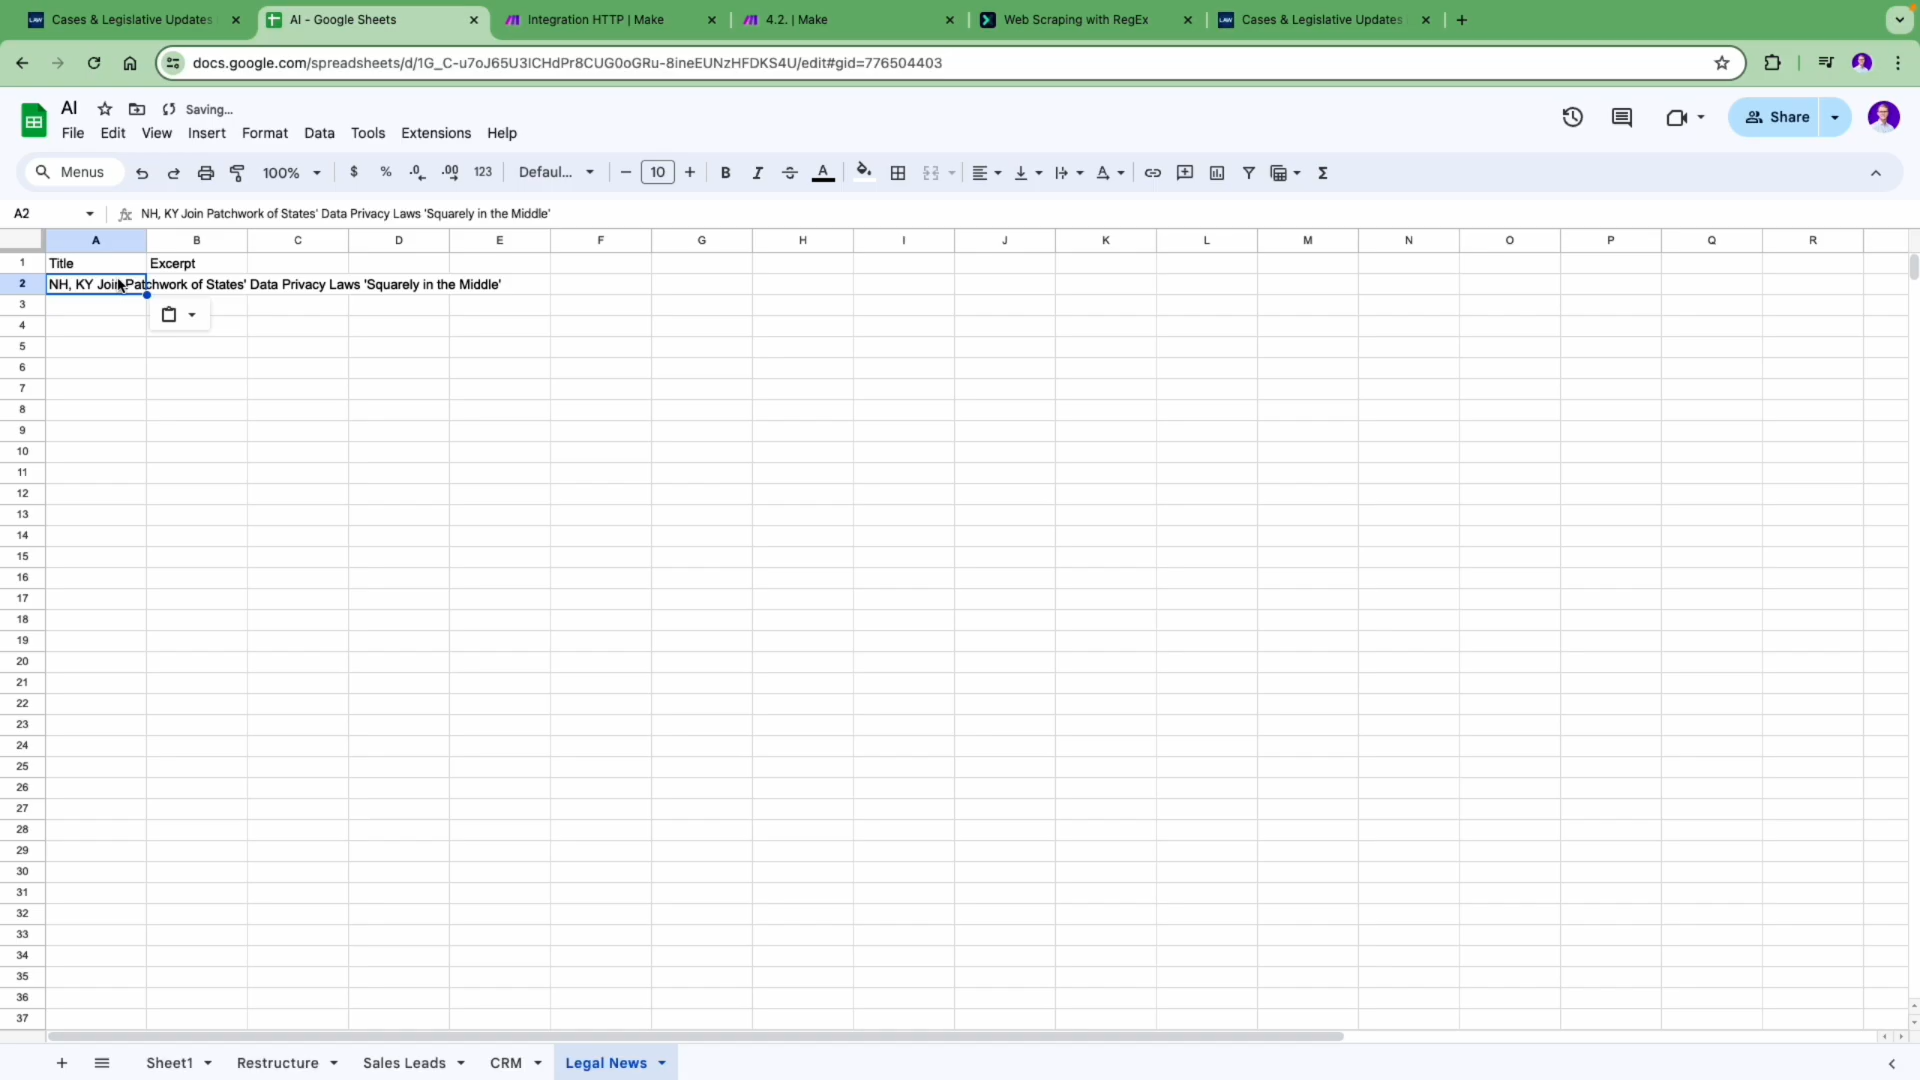 Cases & Legislative Updates
AI - Google Sheets
Integration HTTP | Make
4.2. | Make
Web Scraping with RegEx
Cases & Legislative Updates
docs.google.com/spreadsheets/d/1G_C-u7oJ65U3ICHdPr8CUG0oGRu-8ineEUNzHFDKS4U/edit#gid=776504403
AI Saving...
File Edit View Insert Format Data Tools Extensions Help
Share
Menus 100% $ % .0 .00 123 Defaul... 10 B I S A
A2 fx NH, KY Join Patchwork of States' Data Privacy Laws 'Squarely in the Middle'
A B C D E F G H I J K L M N O P Q R
1 Title Excerpt
2 NH, KY Join Patchwork of States' Data Privacy Laws 'Squarely in the Middle'
3
4
5
6
7
8
9
10
11
12
13
14
15
16
17
18
19
20
21
22
23
24
25
26
27
28
29
30
31
32
33
34
35
36
37
Sheet1 Restructure Sales Leads CRM Legal News